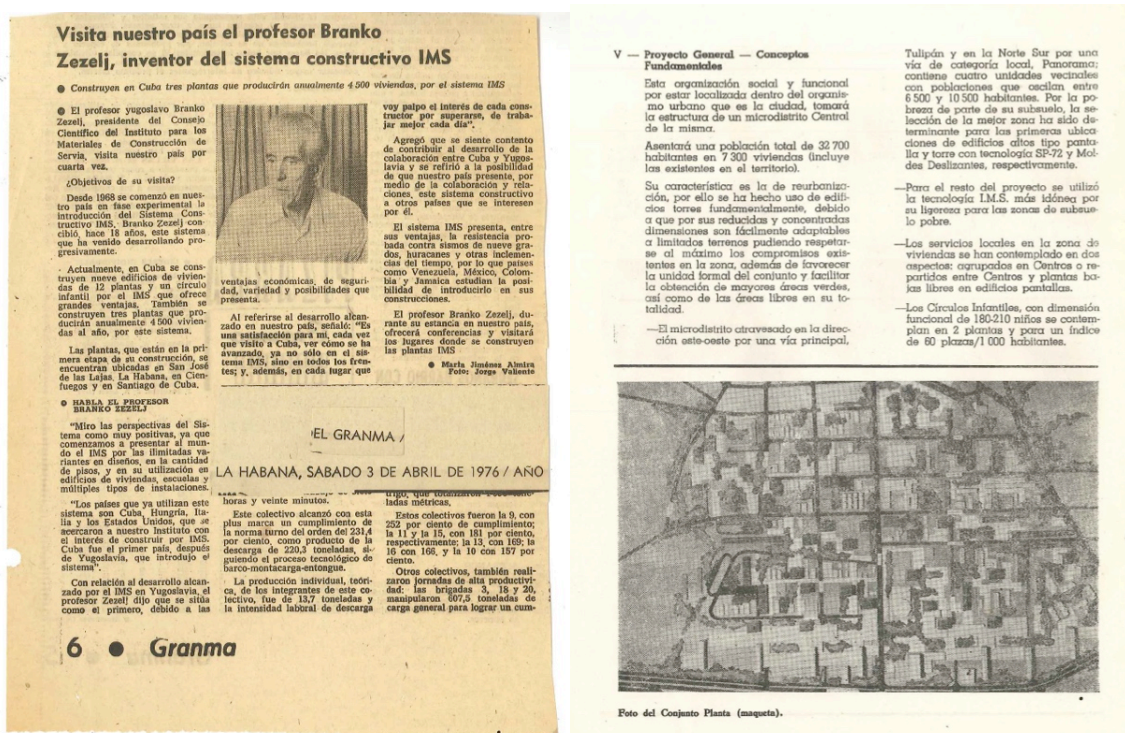 Visita nuestro país el profesor Branko
Zezelj, inventor del sistema constructivo IMS
● Construyen en Cuba tres plantas que producirán anualmente 4 500 viviendas, por el sistema IMS
● El profesor yugoslavo Branko
Zezelj, presidente del Consejo
Científico del Instituto para los
Materiales de Construcción de
Servia, visita nuestro país por
cuarta vez.
¿Objetivos de su visita?
Desde 1968 se comenzó en nues-
tro país en fase experimental la
introducción del Sistema Cons-
tructivo IMS. Branko Zezelj con-
cibió, hace 18 años, este sistema
que ha venido desarrollando pro-
gresivamente.
Actualmente, en Cuba se cons-
truyen nueve edificios de vivien-
das de 12 plantas y un círculo
infantil por el IMS que ofrece
grandes ventajas. También se
construyen tres plantas que pro-
ducirán anualmente 4 500 vivien-
das al año, por este sistema.
Las plantas, que están en la pri-
mera etapa de su construcción, se
encuentran ubicadas en San José
de las Lajas, La Habana, en Cien-
fuegos y en Santiago de Cuba.
● HABLA EL PROFESOR
BRANKO ZEZELJ
"Miro las perspectivas del Sis-
tema como muy positivas, ya que
comenzamos a presentar al mun-
do el IMS por las ilimitadas va-
riantes en diseños, en la cantidad
de pisos, y en su utilización en
edificios de viviendas, escuelas y
múltiples tipos de instalaciones.
"Los países que ya utilizan este
sistema son Cuba, Hungría, Ita-
lia y los Estados Unidos, que se
acercaron a nuestro Instituto con
el interés de construir por IMS.
Cuba fue el primer país, después
de Yugoslavia, que introdujo el
sistema".
Con relación al desarrollo alcan-
zado por el IMS en Yugoslavia, el
profesor Zezelj dijo que se sitúa
como el primero, debido a las
ventajas económicas, de seguri-
dad, variedad y posibilidades que
presenta.
Al referirse al desarrollo alcan-
zado en nuestro país, señaló: "Es
una satisfacción para mí, cada vez
que visito a Cuba, ver cómo se ha
avanzado, ya no sólo en el sis-
tema IMS, sino en todos los fren-
tes; y, además, en cada lugar que
voy palpo el interés de cada cons-
tructor por superarse, de traba-
jar mejor cada día".
Agregó que se siente contento
de contribuir al desarrollo de la
colaboración entre Cuba y Yugos-
lavia y se refirió a la posibilidad
de que nuestro país presente, por
medio de la colaboración y rela-
ciones, este sistema constructivo
a otros países que se interesen
por él.
El sistema IMS presenta, entre
sus ventajas, la resistencia pro-
bada contra sismos de nueve gra-
dos, huracanes y otras inclemen-
cias del tiempo, por lo que países
como Venezuela, México, Colom-
bia y Jamaica estudian la posi-
bilidad de introducirlo en sus
construcciones.
El profesor Branko Zezelj, du-
rante su estancia en nuestro país,
ofrecerá conferencias y visitará
los lugares donde se construyen
las plantas IMS
● María Jiménez Almira
Foto: Jorge Valiente
EL GRANMA /
LA HABANA, SABADO 3 DE ABRIL DE 1976 / AÑO
horas y veinte minutos.
Este colectivo alcanzó con esta
plus marca un cumplimiento de
la norma turno del orden del 231,4
por ciento, como producto de la
descarga de 220,3 toneladas, si-
guiendo el proceso tecnológico de
barco-montacarga-entongue.
La producción individual, teóri-
ca, de los integrantes de este co-
lectivo, fue de 13,7 toneladas y
la intensidad laboral de descarga
trigo, que
ladas métricas,
Estos colectivos fueron la 9, con
252 por ciento de cumplimiento;
la 11 y la 15, con 181 por ciento,
respectivamente; la 13, con 169; la
16 con 166, y la 10 con 157 por
ciento.
Otros colectivos, también reali-
zaron jornadas de alta productivi-
dad: las brigadas 3, 18 y 20,
manipularon 607,5 toneladas de
carga general para lograr un cum-
6 ● Granma
V — Proyecto General — Conceptos
Fundamentales
Esta organización social y funcional
por estar localizada dentro del organis-
mo urbano que es la ciudad, tomará
la estructura de un microdistrito Central
de la misma.
Asentará una población total de 32 700
habitantes en 7 300 viviendas (incluye
las existentes en el territorio).
Su característica es la de reurbaniza-
ción, por ello se ha hecho uso de edifi-
cios torres fundamentalmente, debido
a que por sus reducidas y concentradas
dimensiones son fácilmente adaptables
a limitados terrenos pudiendo respetar-
se al máximo los compromisos exis-
tentes en la zona, además de favorecer
la unidad formal del conjunto y facilitar
la obtención de mayores áreas verdes,
así como de las áreas libres en su to-
talidad.
—El microdistrito atravesado en la direc-
ción este-oeste por una vía principal,
Tulipán y en la Norte Sur por una
vía de categoría local, Panorama;
contiene cuatro unidades vecinales
con poblaciones que oscilan entre
6 500 y 10 500 habitantes. Por la po-
breza de parte de su subsuelo, la se-
lección de la mejor zona ha sido de-
terminante para las primeras ubica-
ciones de edificios altos tipo panta-
lla y torre con tecnología SP-72 y Mol-
des Deslizantes, respectivamente.
—Para el resto del proyecto se utilizó
la tecnología I.M.S. más idónea por
su ligereza para las zonas de subsue-
lo pobre.
—Los servicios locales en la zona de
viviendas se han contemplado en dos
aspectos: agrupados en Centros o re-
partidos entre Centros y plantas ba-
jas libres en edificios pantallas.
—Los Círculos Infantiles, con dimensión
funcional de 180-210 niños se contem-
plan en 2 plantas y para un índice
de 60 plazas/1 000 habitantes.
Foto del Conjunto Planta (maqueta).